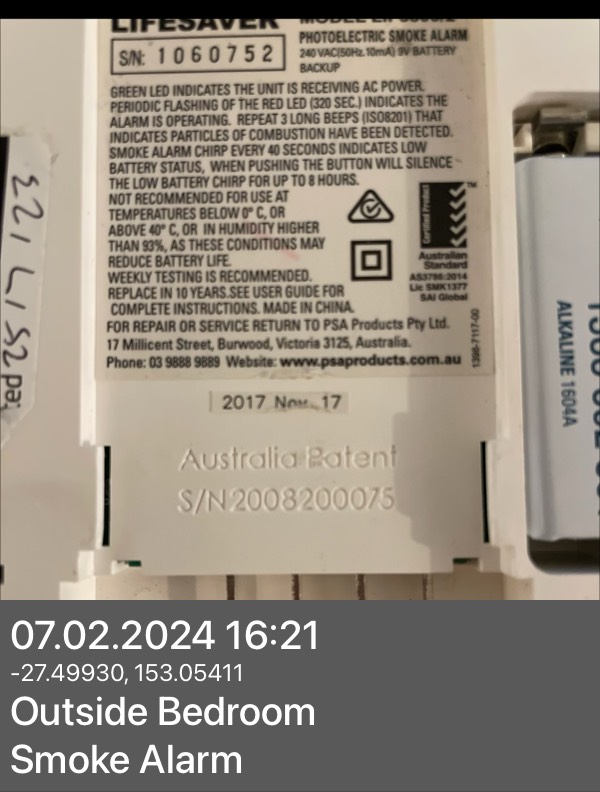 LIFESAVER
PHOTOELECTRIC SMOKE ALARM
S/N: 1060752
240 VAC(50Hz, 10mA) 9V BATTERY
BACKUP
GREEN LED INDICATES THE UNIT IS RECEIVING AC POWER.
PERIODIC FLASHING OF THE RED LED (320 SEC.) INDICATES THE
ALARM IS OPERATING. REPEAT 3 LONG BEEPS (ISO8201) THAT
INDICATES PARTICLES OF COMBUSTION HAVE BEEN DETECTED.
SMOKE ALARM CHIRP EVERY 40 SECONDS INDICATES LOW
BATTERY STATUS, WHEN PUSHING THE BUTTON WILL SILENCE
THE LOW BATTERY CHIRP FOR UP TO 8 HOURS.
NOT RECOMMENDED FOR USE AT
TEMPERATURES BELOW 0° C, OR
ABOVE 40° C, OR IN HUMIDITY HIGHER
THAN 93%, AS THESE CONDITIONS MAY
REDUCE BATTERY LIFE.
WEEKLY TESTING IS RECOMMENDED.
REPLACE IN 10 YEARS.SEE USER GUIDE FOR
COMPLETE INSTRUCTIONS. MADE IN CHINA.
FOR REPAIR OR SERVICE RETURN TO PSA Products Pty Ltd.
17 Millicent Street, Burwood, Victoria 3125, Australia.
Phone: 03 9888 9889 Website: www.psaproducts.com.au
Certified Product
TM
Australian
Standard
AS3786:2014
Lic SMK1377
SAI Global
1398-7117-00
2017 Nov. 17
Australia Patent
S/N2008200075
ALKALINE 1604A
07.02.2024 16:21
-27.49930, 153.05411
Outside Bedroom
Smoke Alarm